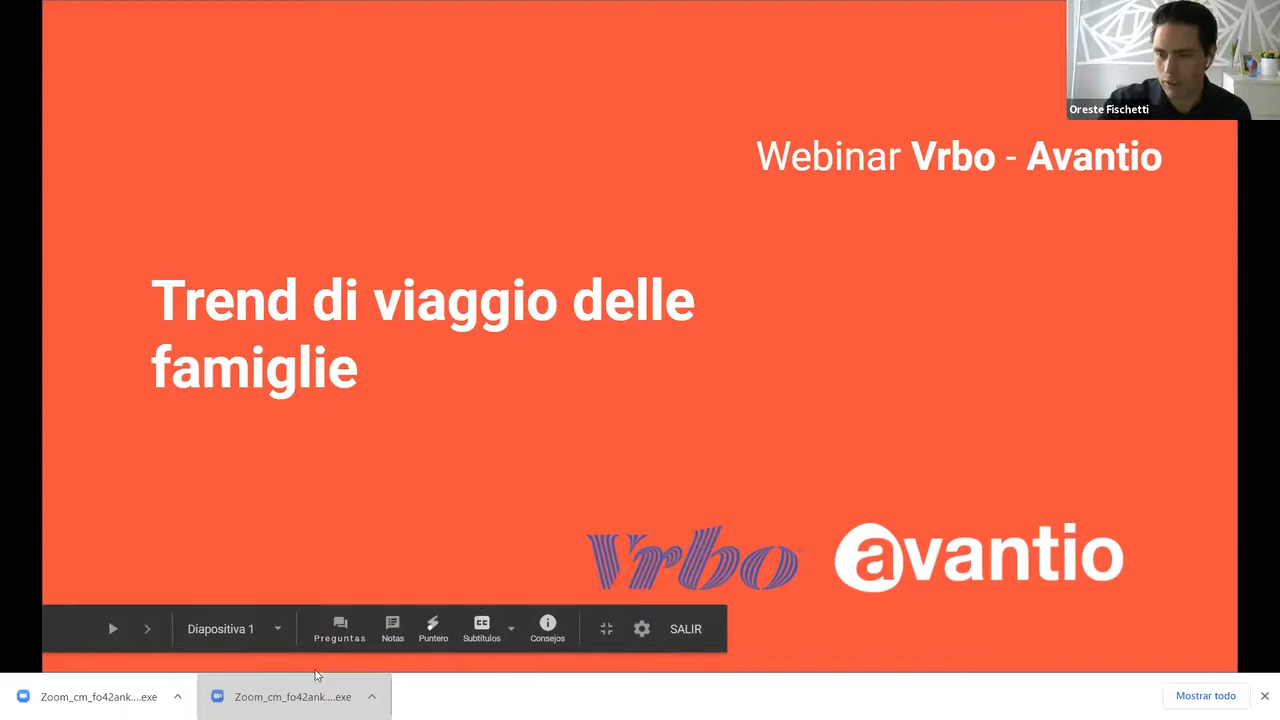 Oreste Fischetti
Webinar Vrbo - Avantio
Trend di viaggio delle
famiglie
Vrbo
avantio
Diapositiva 1
Preguntas
Notas
Puntero
Subtítulos
Consejos
SALIR
Zoom_cm_fo42ank....exe
Zoom_cm_fo42ank....exe
Mostrar todo